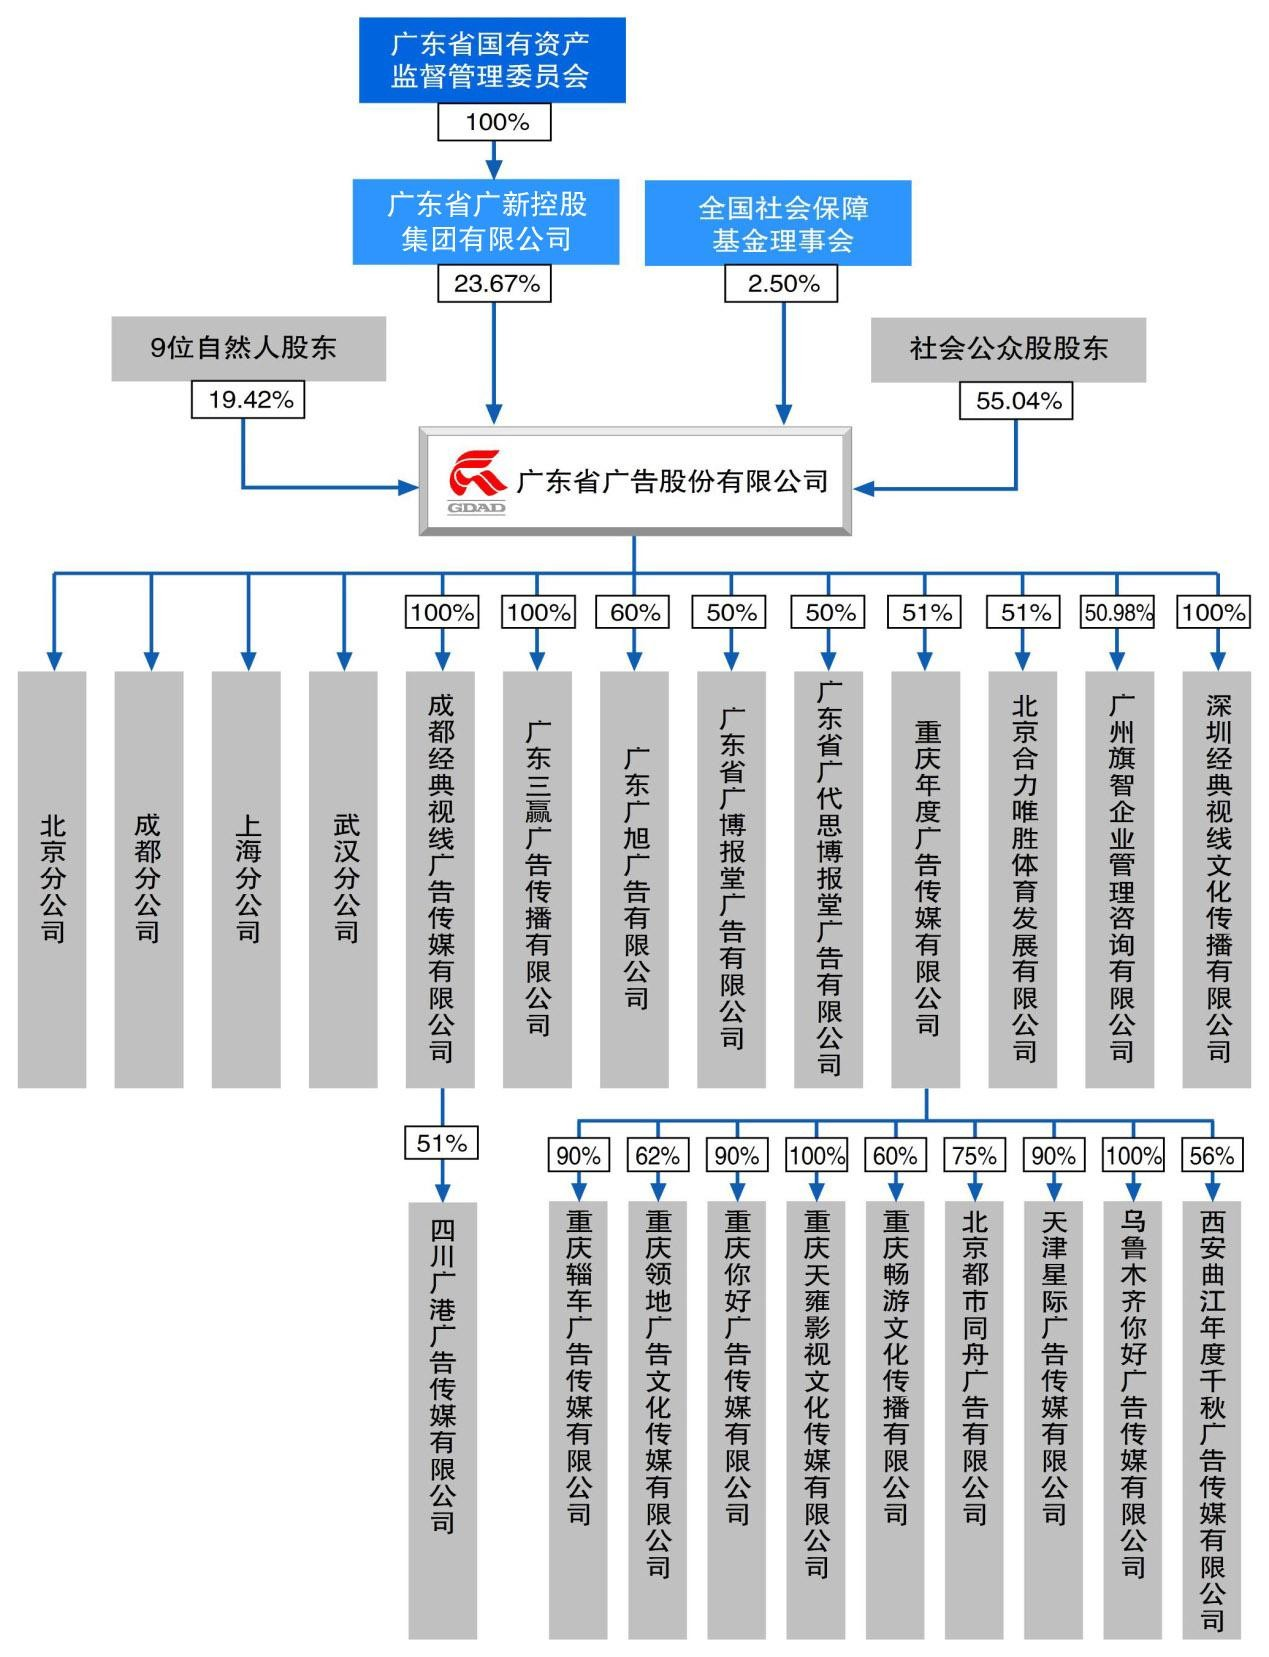 广东省国有资产
监督管理委员会
100%
广东省广新控股
集团有限公司
全国社会保障
基金理事会
23.67%
2.50%
9位自然人股东
社会公众股股东
19.42%
55.04%
GDAD
广东省广告股份有限公司
100%
100%
60%
50%
50%
51%
51%
50.98%
100%
北京分公司
成都分公司
上海分公司
武汉分公司
成都经典视线广告传媒有限公司
广东三赢广告传播有限公司
广东广旭广告有限公司
广东省广博报堂广告有限公司
广东省广代思博报堂广告有限公司
重庆年度广告传媒有限公司
北京合力唯胜体育发展有限公司
广州旗智企业管理咨询有限公司
深圳经典视线文化传播有限公司
51%
90%
62%
90%
100%
60%
75%
90%
100%
56%
四川广港广告传媒有限公司
重庆辎车广告传媒有限公司
重庆领地广告文化传媒有限公司
重庆你好广告传媒有限公司
重庆天雍影视文化传媒有限公司
重庆畅游文化传播有限公司
北京都市同舟广告有限公司
天津星际广告传媒有限公司
乌鲁木齐你好广告传媒有限公司
西安曲江年度千秋广告传媒有限公司